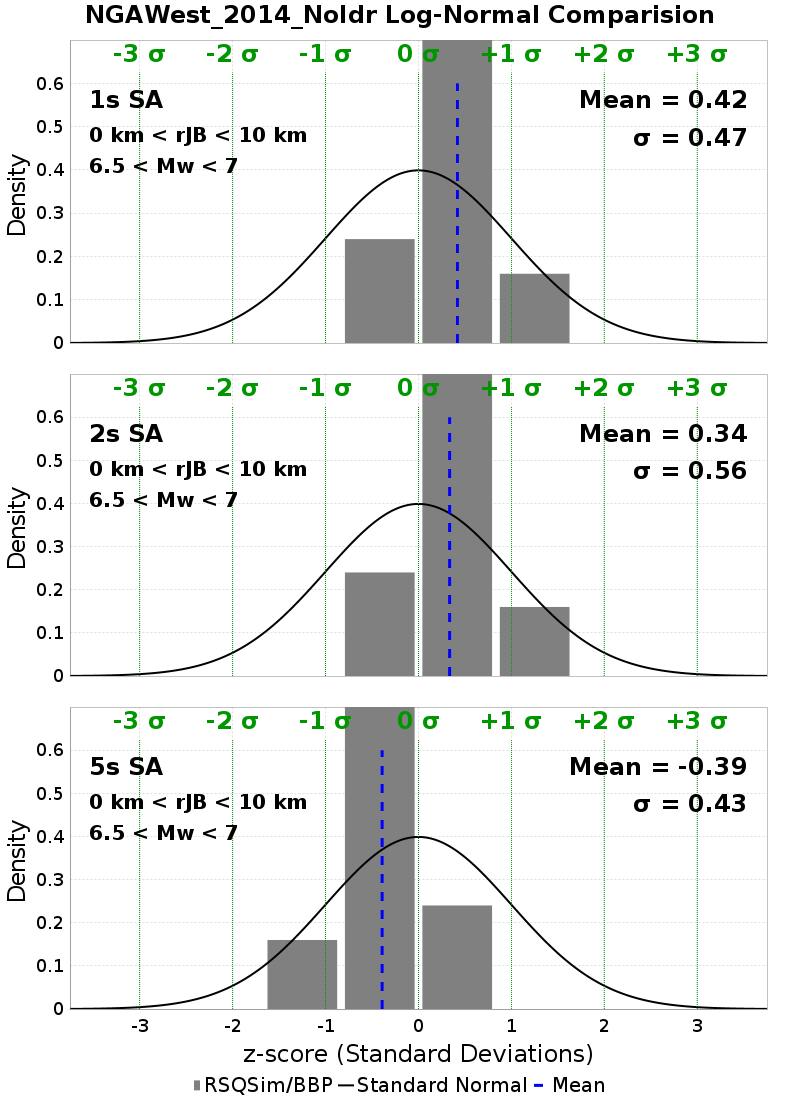 NGAWest_2014_NoIdr Log-Normal Comparision
-3 σ -2 σ -1 σ 0 σ +1 σ +2 σ +3 σ
1s SA
Mean = 0.42
0 km < rJB < 10 km
σ = 0.47
6.5 < Mw < 7
Density
0.6
0.5
0.4
0.3
0.2
0.1
0
-3 σ -2 σ -1 σ 0 σ +1 σ +2 σ +3 σ
2s SA
Mean = 0.34
0 km < rJB < 10 km
σ = 0.56
6.5 < Mw < 7
Density
0.6
0.5
0.4
0.3
0.2
0.1
0
-3 σ -2 σ -1 σ 0 σ +1 σ +2 σ +3 σ
5s SA
Mean = -0.39
0 km < rJB < 10 km
σ = 0.43
6.5 < Mw < 7
Density
0.6
0.5
0.4
0.3
0.2
0.1
0
-3 -2 -1 0 1 2 3
z-score (Standard Deviations)
RSQSim/BBP Standard Normal Mean